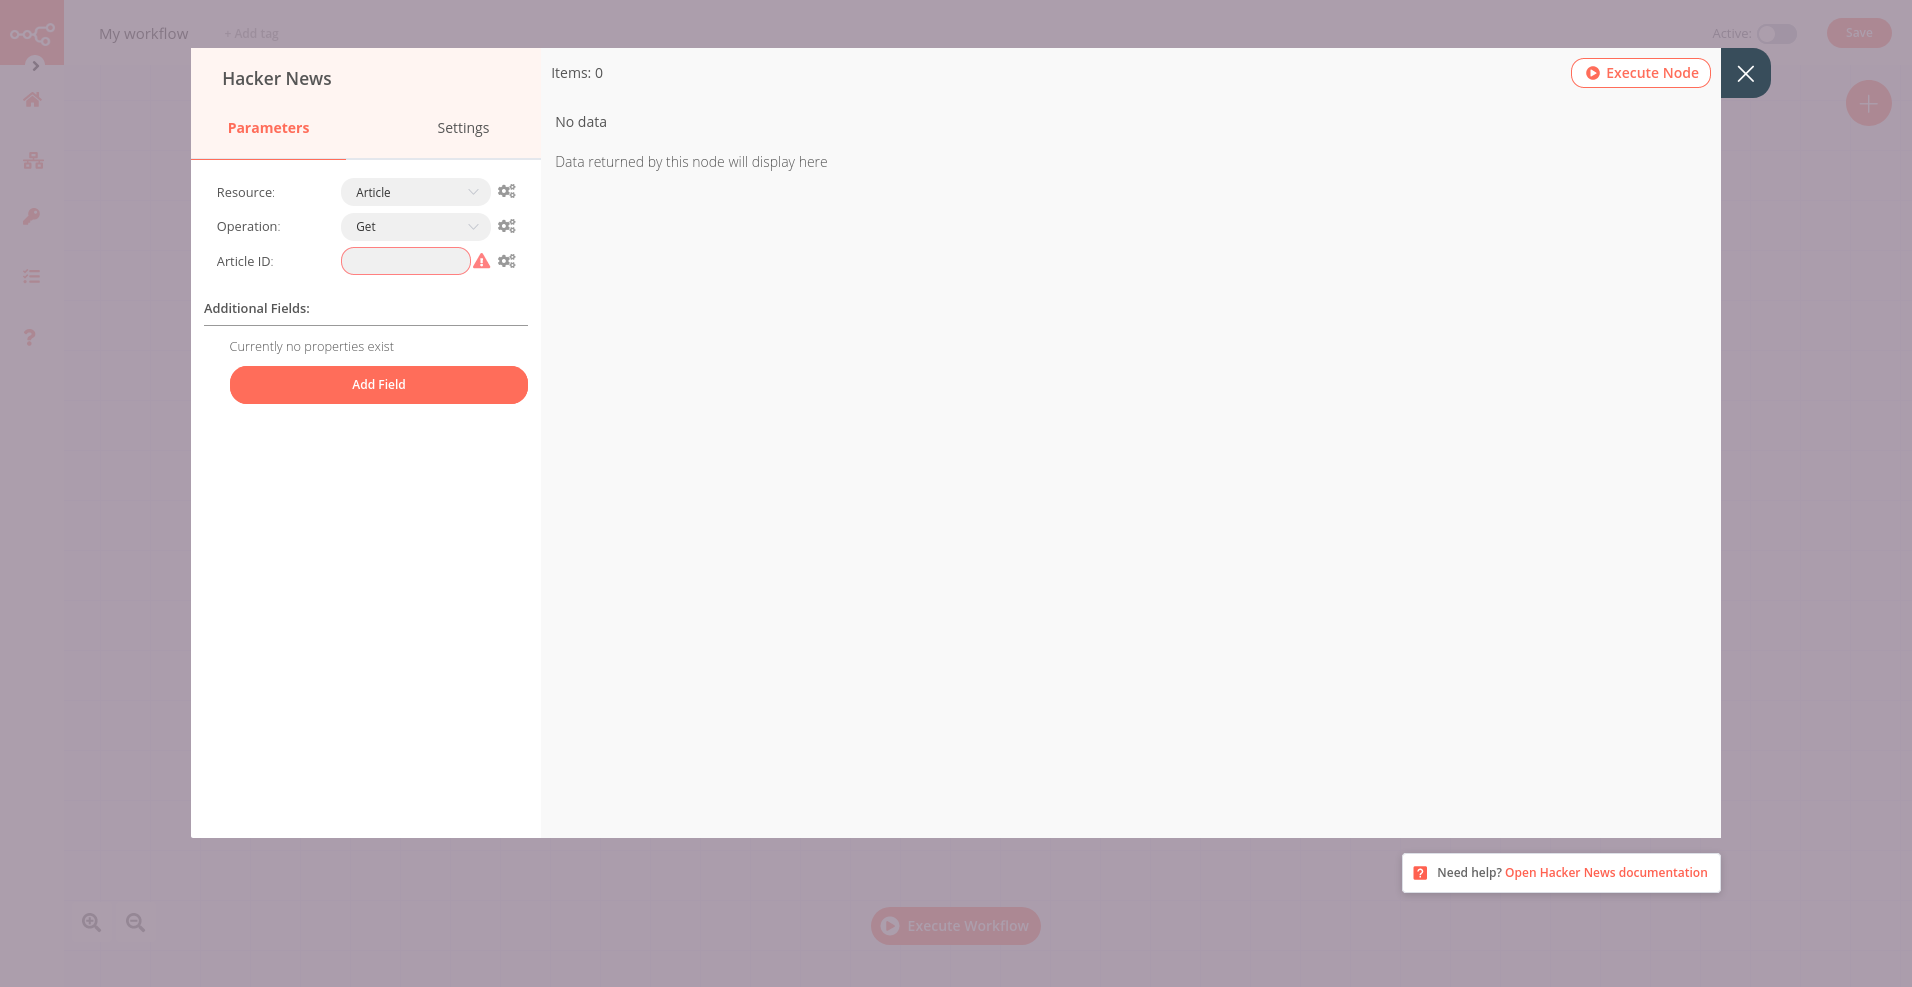 My workflow
+ Add tag
Active:
Save
Hacker News
Parameters
Settings
Resource:
Article
Operation:
Get
Article ID:
Additional Fields:
Currently no properties exist
Add Field
Items: 0
Execute Node
No data
Data returned by this node will display here
Need help? Open Hacker News documentation
Execute Workflow